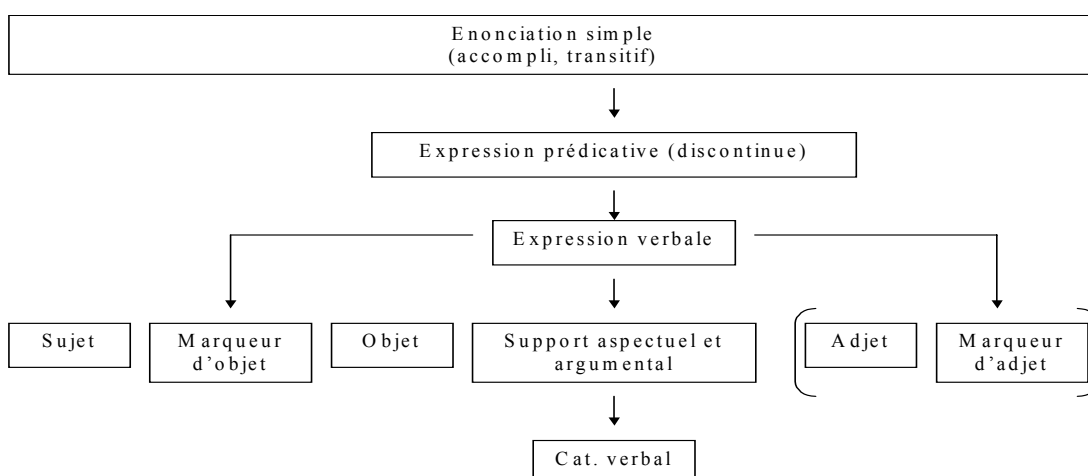 Enonciation simple
(accompli, transitif)
Expression prédicative (discontinue)
Expression verbale
Sujet
Marqueur
d'objet
Objet
Support aspectuel et
argumental
Adjet
Marqueur
d'adjet
Cat. verbal